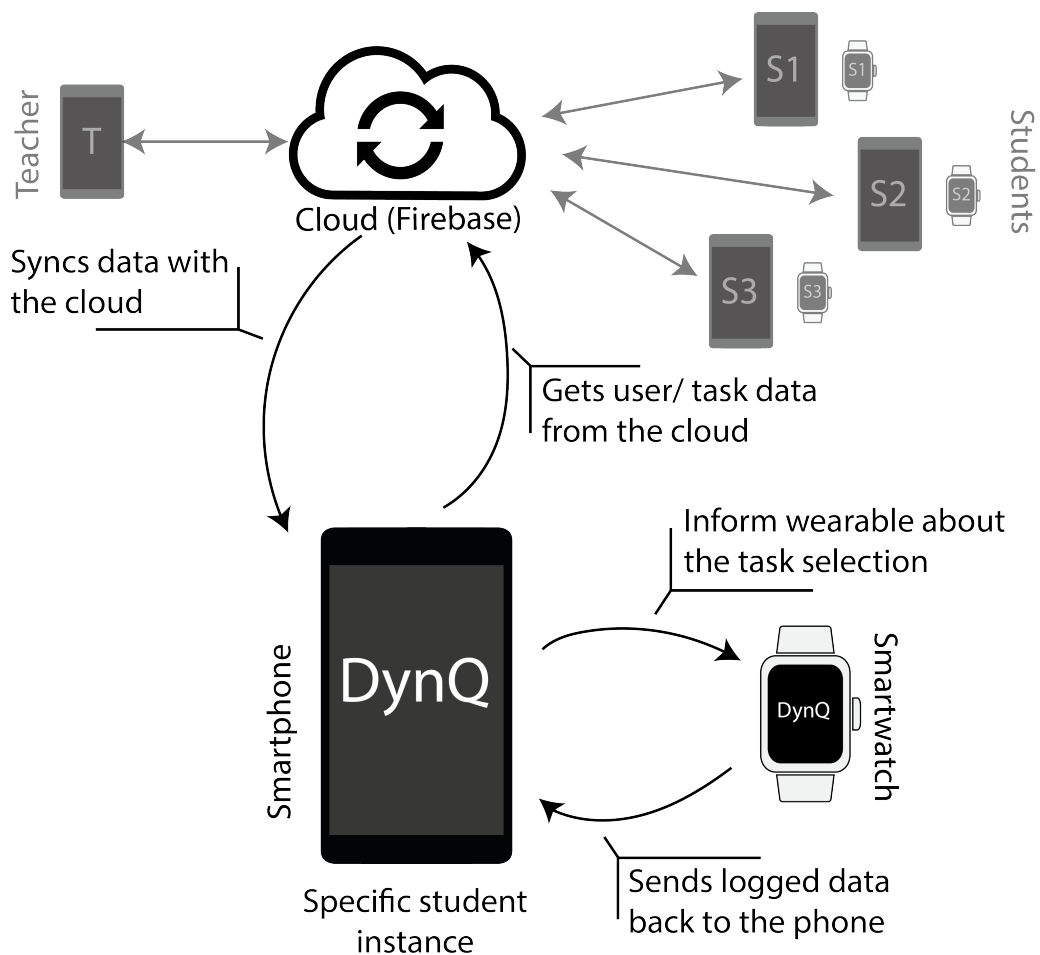 Teacher
T
Cloud (Firebase)
S1
S1
S2
S2
S3
S3
Students
Syncs data with
the cloud
Gets user/ task data
from the cloud
Inform wearable about
the task selection
Smartphone
DynQ
DynQ
Smartwatch
Sends logged data
back to the phone
Specific student
instance